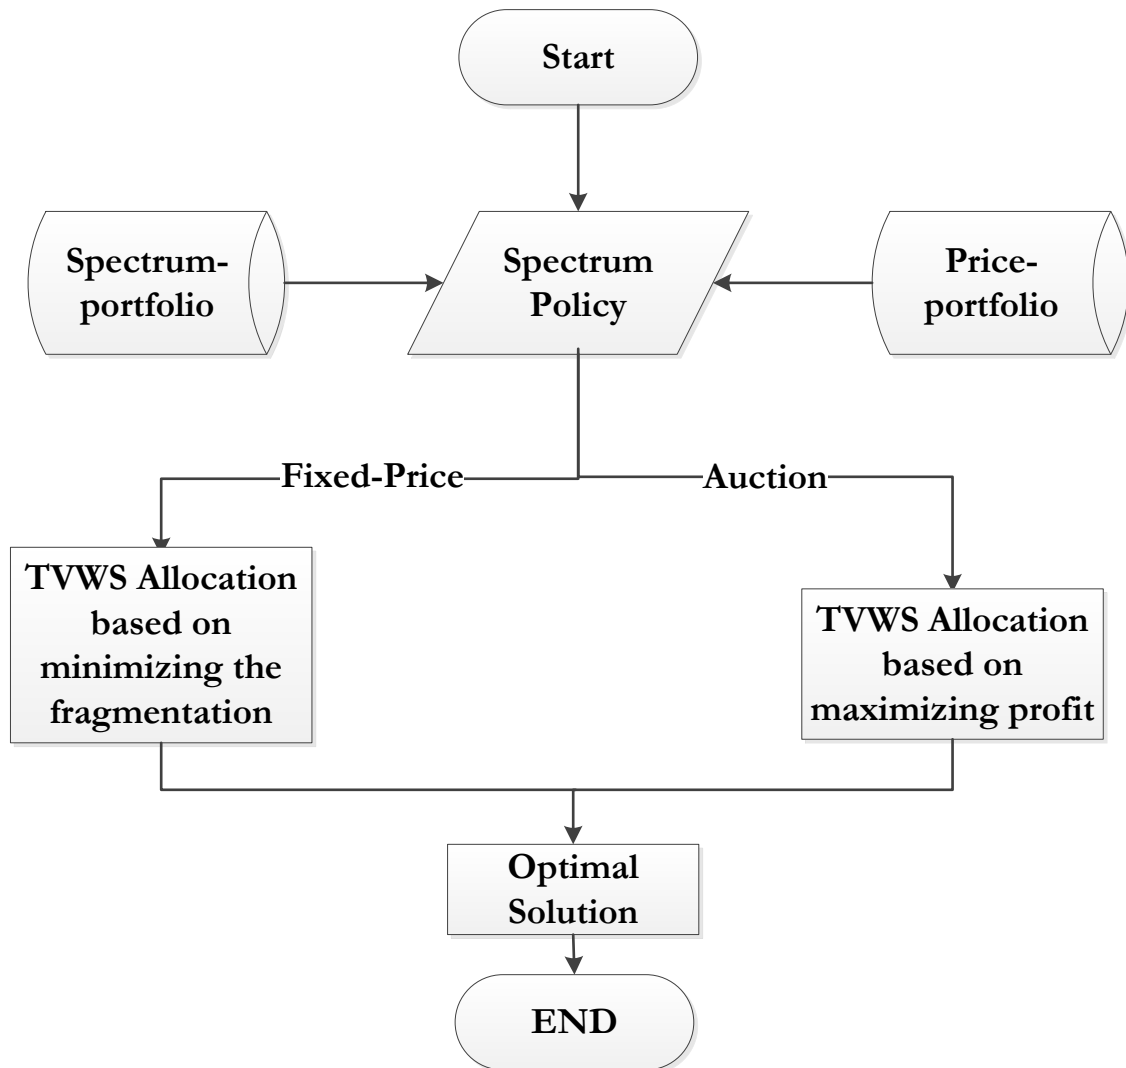 Start
Spectrum-
portfolio
Spectrum
Policy
Price-
portfolio
Fixed-Price
Auction
TVWS Allocation
based on
minimizing the
fragmentation
TVWS Allocation
based on
maximizing profit
Optimal
Solution
END